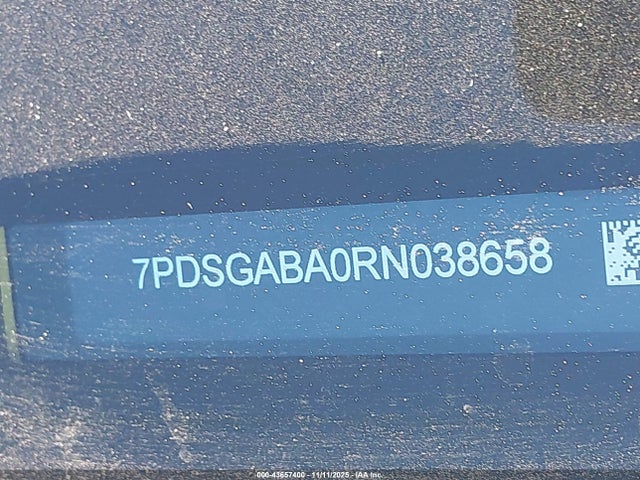 7PDSGABA0RN038658
000-43657400 - 11/11/2025 - IAA Inc.